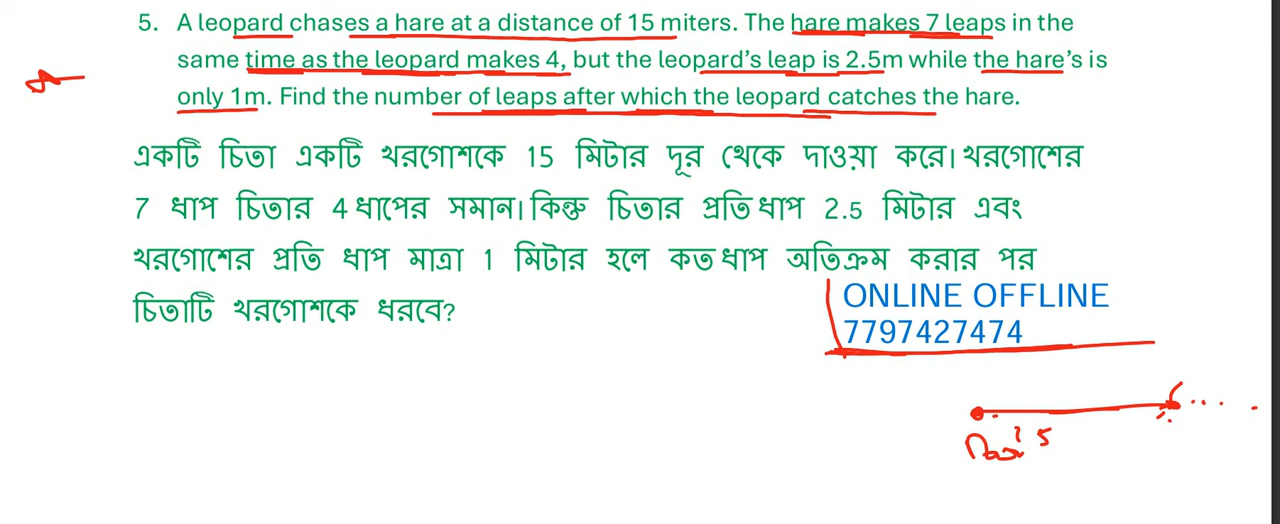 5. A leopard chases a hare at a distance of 15 miters. The hare makes 7 leaps in the
same time as the leopard makes 4, but the leopard's leap is 2.5m while the hare's is
only 1m. Find the number of leaps after which the leopard catches the hare.
একটি চিতা একটি খরগোশকে 15 মিটার দূর থেকে দাওয়া করে। খরগোশের
7 ধাপ চিতার 4 ধাপের সমান। কিন্তু চিতার প্রতি ধাপ 2.5 মিটার এবং
খরগোশের প্রতি ধাপ মাত্রা 1 মিটার হলে কত ধাপ অতিক্রম করার পর
চিতাটি খরগোশকে ধরবে?
ONLINE OFFLINE
7797427474
15